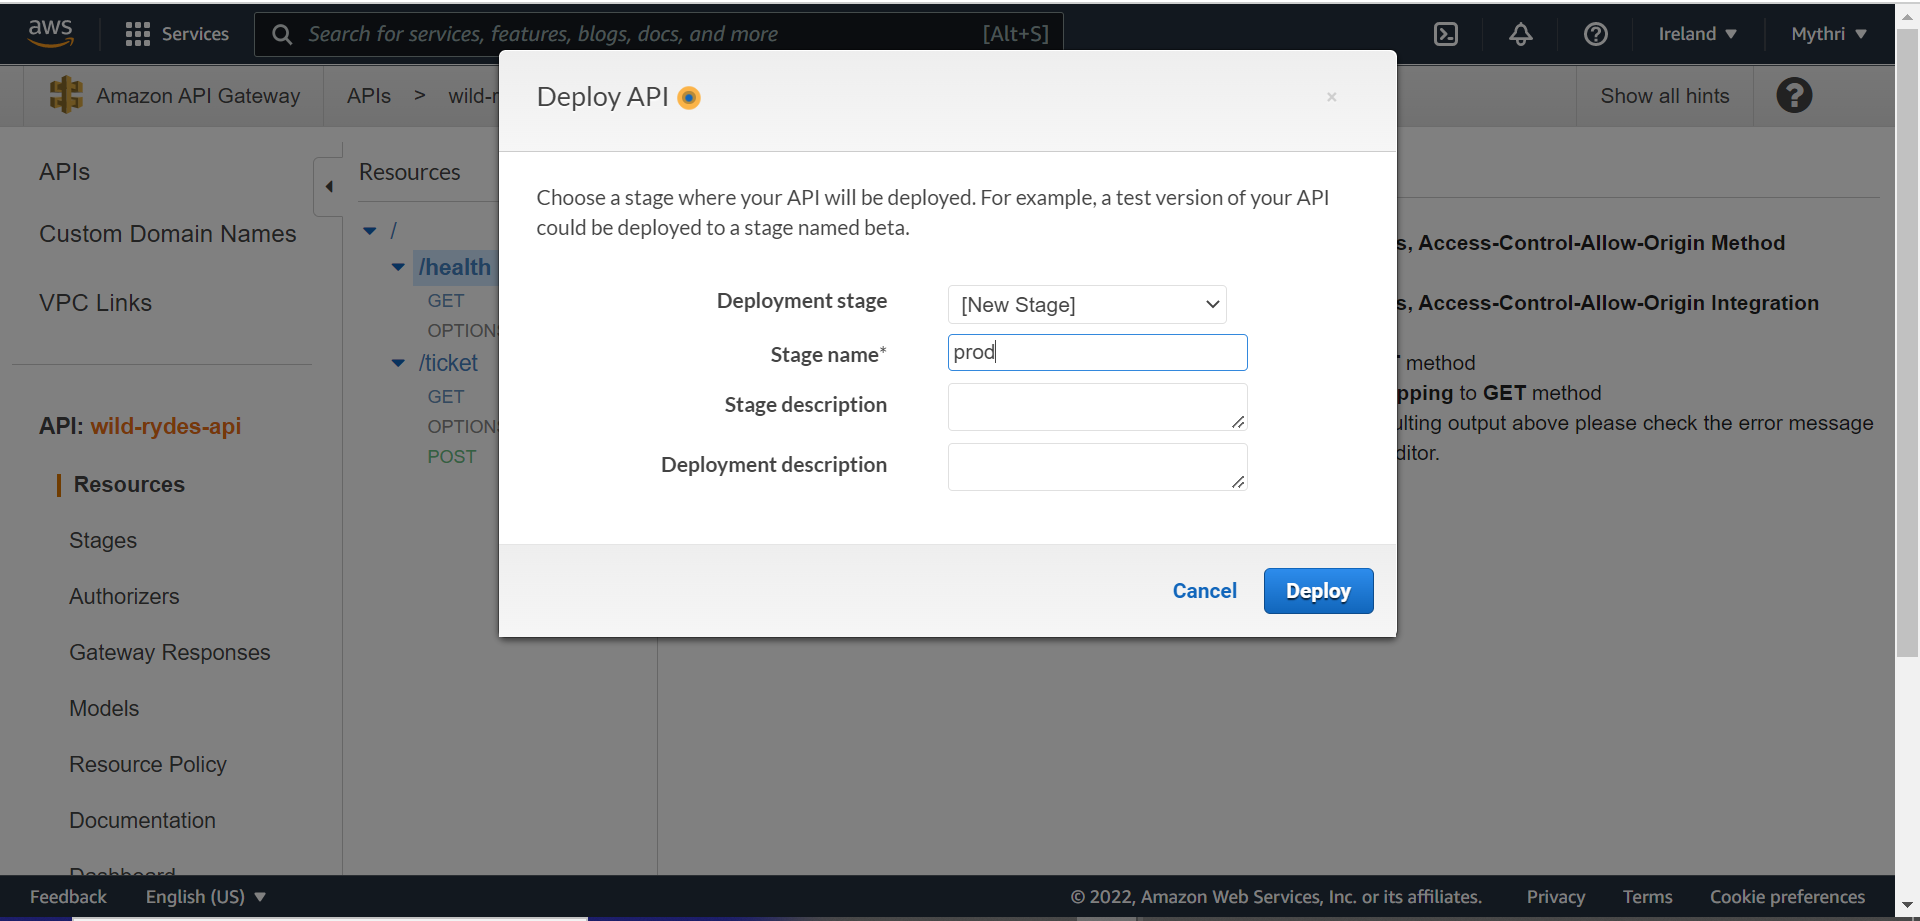 aws
Services
Search for services, features, blogs, docs, and more
[Alt+S]
Ireland ▼
Mythri ▼
Amazon API Gateway
APIs
>
wild-r
Show all hints
Deploy API
×
Choose a stage where your API will be deployed. For example, a test version of your API
could be deployed to a stage named beta.
Deployment stage
[New Stage]
Stage name*
prod
Stage description
Deployment description
Cancel
Deploy
APIs
Custom Domain Names
VPC Links
API: wild-rydes-api
Resources
Stages
Authorizers
Gateway Responses
Models
Resource Policy
Documentation
Dashboard
Resources
/
/health
GET
OPTIONS
/ticket
GET
OPTIONS
POST
s, Access-Control-Allow-Origin Method
s, Access-Control-Allow-Origin Integration
method
pping to GET method
ulting output above please check the error message
ditor.
Feedback
English (US) ▼
© 2022, Amazon Web Services, Inc. or its affiliates.
Privacy
Terms
Cookie preferences